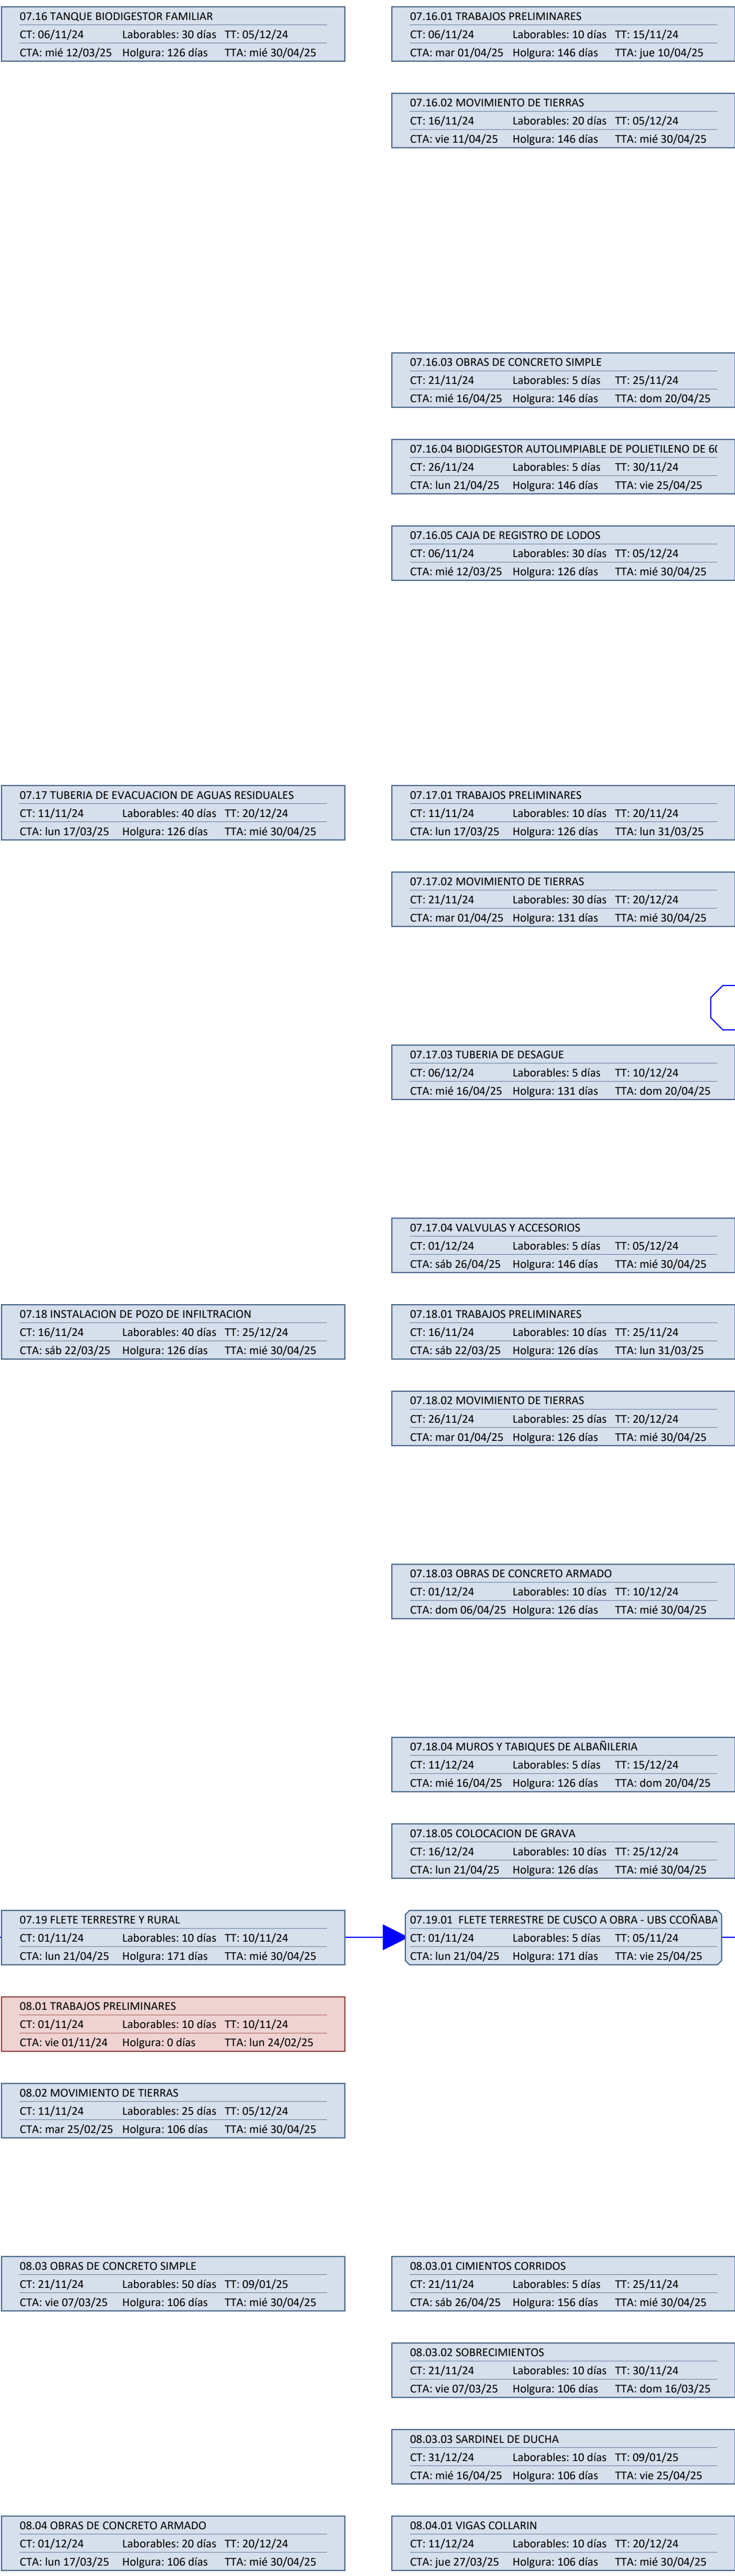 07.16 TANQUE BIODIGESTOR FAMILIAR
CT: 06/11/24 Laborables: 30 días TT: 05/12/24
CTA: mié 12/03/25 Holgura: 126 días TTA: mié 30/04/25
07.16.01 TRABAJOS PRELIMINARES
CT: 06/11/24 Laborables: 10 días TT: 15/11/24
CTA: mar 01/04/25 Holgura: 146 días TTA: jue 10/04/25
07.16.02 MOVIMIENTO DE TIERRAS
CT: 16/11/24 Laborables: 20 días TT: 05/12/24
CTA: vie 11/04/25 Holgura: 146 días TTA: mié 30/04/25
07.16.03 OBRAS DE CONCRETO SIMPLE
CT: 21/11/24 Laborables: 5 días TT: 25/11/24
CTA: mié 16/04/25 Holgura: 146 días TTA: dom 20/04/25
07.16.04 BIODIGESTOR AUTOLIMPIABLE DE POLIETILENO DE
CT: 26/11/24 Laborables: 5 días TT: 30/11/24
CTA: lun 21/04/25 Holgura: 146 días TTA: vie 25/04/25
07.16.05 CAJA DE REGISTRO DE LODOS
CT: 06/11/24 Laborables: 30 días TT: 05/12/24
CTA: mié 12/03/25 Holgura: 126 días TTA: mié 30/04/25
07.17 TUBERIA DE EVACUACION DE AGUAS RESIDUALES
CT: 11/11/24 Laborables: 40 días TT: 20/12/24
CTA: lun 17/03/25 Holgura: 126 días TTA: mié 30/04/25
07.17.01 TRABAJOS PRELIMINARES
CT: 11/11/24 Laborables: 10 días TT: 20/11/24
CTA: lun 17/03/25 Holgura: 126 días TTA: lun 31/03/25
07.17.02 MOVIMIENTO DE TIERRAS
CT: 21/11/24 Laborables: 30 días TT: 20/12/24
CTA: mar 01/04/25 Holgura: 131 días TTA: mié 30/04/25
07.17.03 TUBERIA DE DESAGUE
CT: 06/12/24 Laborables: 5 días TT: 10/12/24
CTA: mié 16/04/25 Holgura: 131 días TTA: dom 20/04/25
07.17.04 VALVULAS Y ACCESORIOS
CT: 01/12/24 Laborables: 5 días TT: 05/12/24
CTA: sáb 26/04/25 Holgura: 146 días TTA: mié 30/04/25
07.18 INSTALACION DE POZO DE INFILTRACION
CT: 16/11/24 Laborables: 40 días TT: 25/12/24
CTA: sáb 22/03/25 Holgura: 126 días TTA: mié 30/04/25
07.18.01 TRABAJOS PRELIMINARES
CT: 16/11/24 Laborables: 10 días TT: 25/11/24
CTA: sáb 22/03/25 Holgura: 126 días TTA: lun 31/03/25
07.18.02 MOVIMIENTO DE TIERRAS
CT: 26/11/24 Laborables: 25 días TT: 20/12/24
CTA: mar 01/04/25 Holgura: 126 días TTA: mié 30/04/25
07.18.03 OBRAS DE CONCRETO ARMADO
CT: 01/12/24 Laborables: 10 días TT: 10/12/24
CTA: dom 06/04/25 Holgura: 126 días TTA: mié 30/04/25
07.18.04 MUROS Y TABIQUES DE ALBAÑILERIA
CT: 11/12/24 Laborables: 5 días TT: 15/12/24
CTA: mié 16/04/25 Holgura: 126 días TTA: dom 20/04/25
07.18.05 COLOCACION DE GRAVA
CT: 16/12/24 Laborables: 10 días TT: 25/12/24
CTA: lun 21/04/25 Holgura: 126 días TTA: mié 30/04/25
07.19 FLETE TERRESTRE Y RURAL
CT: 01/11/24 Laborables: 10 días TT: 10/11/24
CTA: lun 21/04/25 Holgura: 171 días TTA: mié 30/04/25
07.19.01 FLETE TERRESTRE DE CUSCO A OBRA - UBS CCOÑABA
CT: 01/11/24 Laborables: 5 días TT: 05/11/24
CTA: lun 21/04/25 Holgura: 171 días TTA: vie 25/04/25
08.01 TRABAJOS PRELIMINARES
CT: 01/11/24 Laborables: 10 días TT: 10/11/24
CTA: vie 01/11/24 Holgura: 0 días TTA: lun 24/02/25
08.02 MOVIMIENTO DE TIERRAS
CT: 11/11/24 Laborables: 25 días TT: 05/12/24
CTA: mar 25/02/25 Holgura: 106 días TTA: mié 30/04/25
08.03 OBRAS DE CONCRETO SIMPLE
CT: 21/11/24 Laborables: 50 días TT: 09/01/25
CTA: vie 07/03/25 Holgura: 106 días TTA: mié 30/04/25
08.03.01 CIMIENTOS CORRIDOS
CT: 21/11/24 Laborables: 5 días TT: 25/11/24
CTA: sáb 26/04/25 Holgura: 156 días TTA: mié 30/04/25
08.03.02 SOBRECIMIENTOS
CT: 21/11/24 Laborables: 10 días TT: 30/11/24
CTA: vie 07/03/25 Holgura: 106 días TTA: dom 16/03/25
08.03.03 SARDINEL DE DUCHA
CT: 31/12/24 Laborables: 10 días TT: 09/01/25
CTA: mié 16/04/25 Holgura: 106 días TTA: vie 25/04/25
08.04 OBRAS DE CONCRETO ARMADO
CT: 01/12/24 Laborables: 20 días TT: 20/12/24
CTA: lun 17/03/25 Holgura: 106 días TTA: mié 30/04/25
08.04.01 VIGAS COLLARIN
CT: 11/12/24 Laborables: 10 días TT: 20/12/24
CTA: jue 27/03/25 Holgura: 106 días TTA: mié 30/04/25